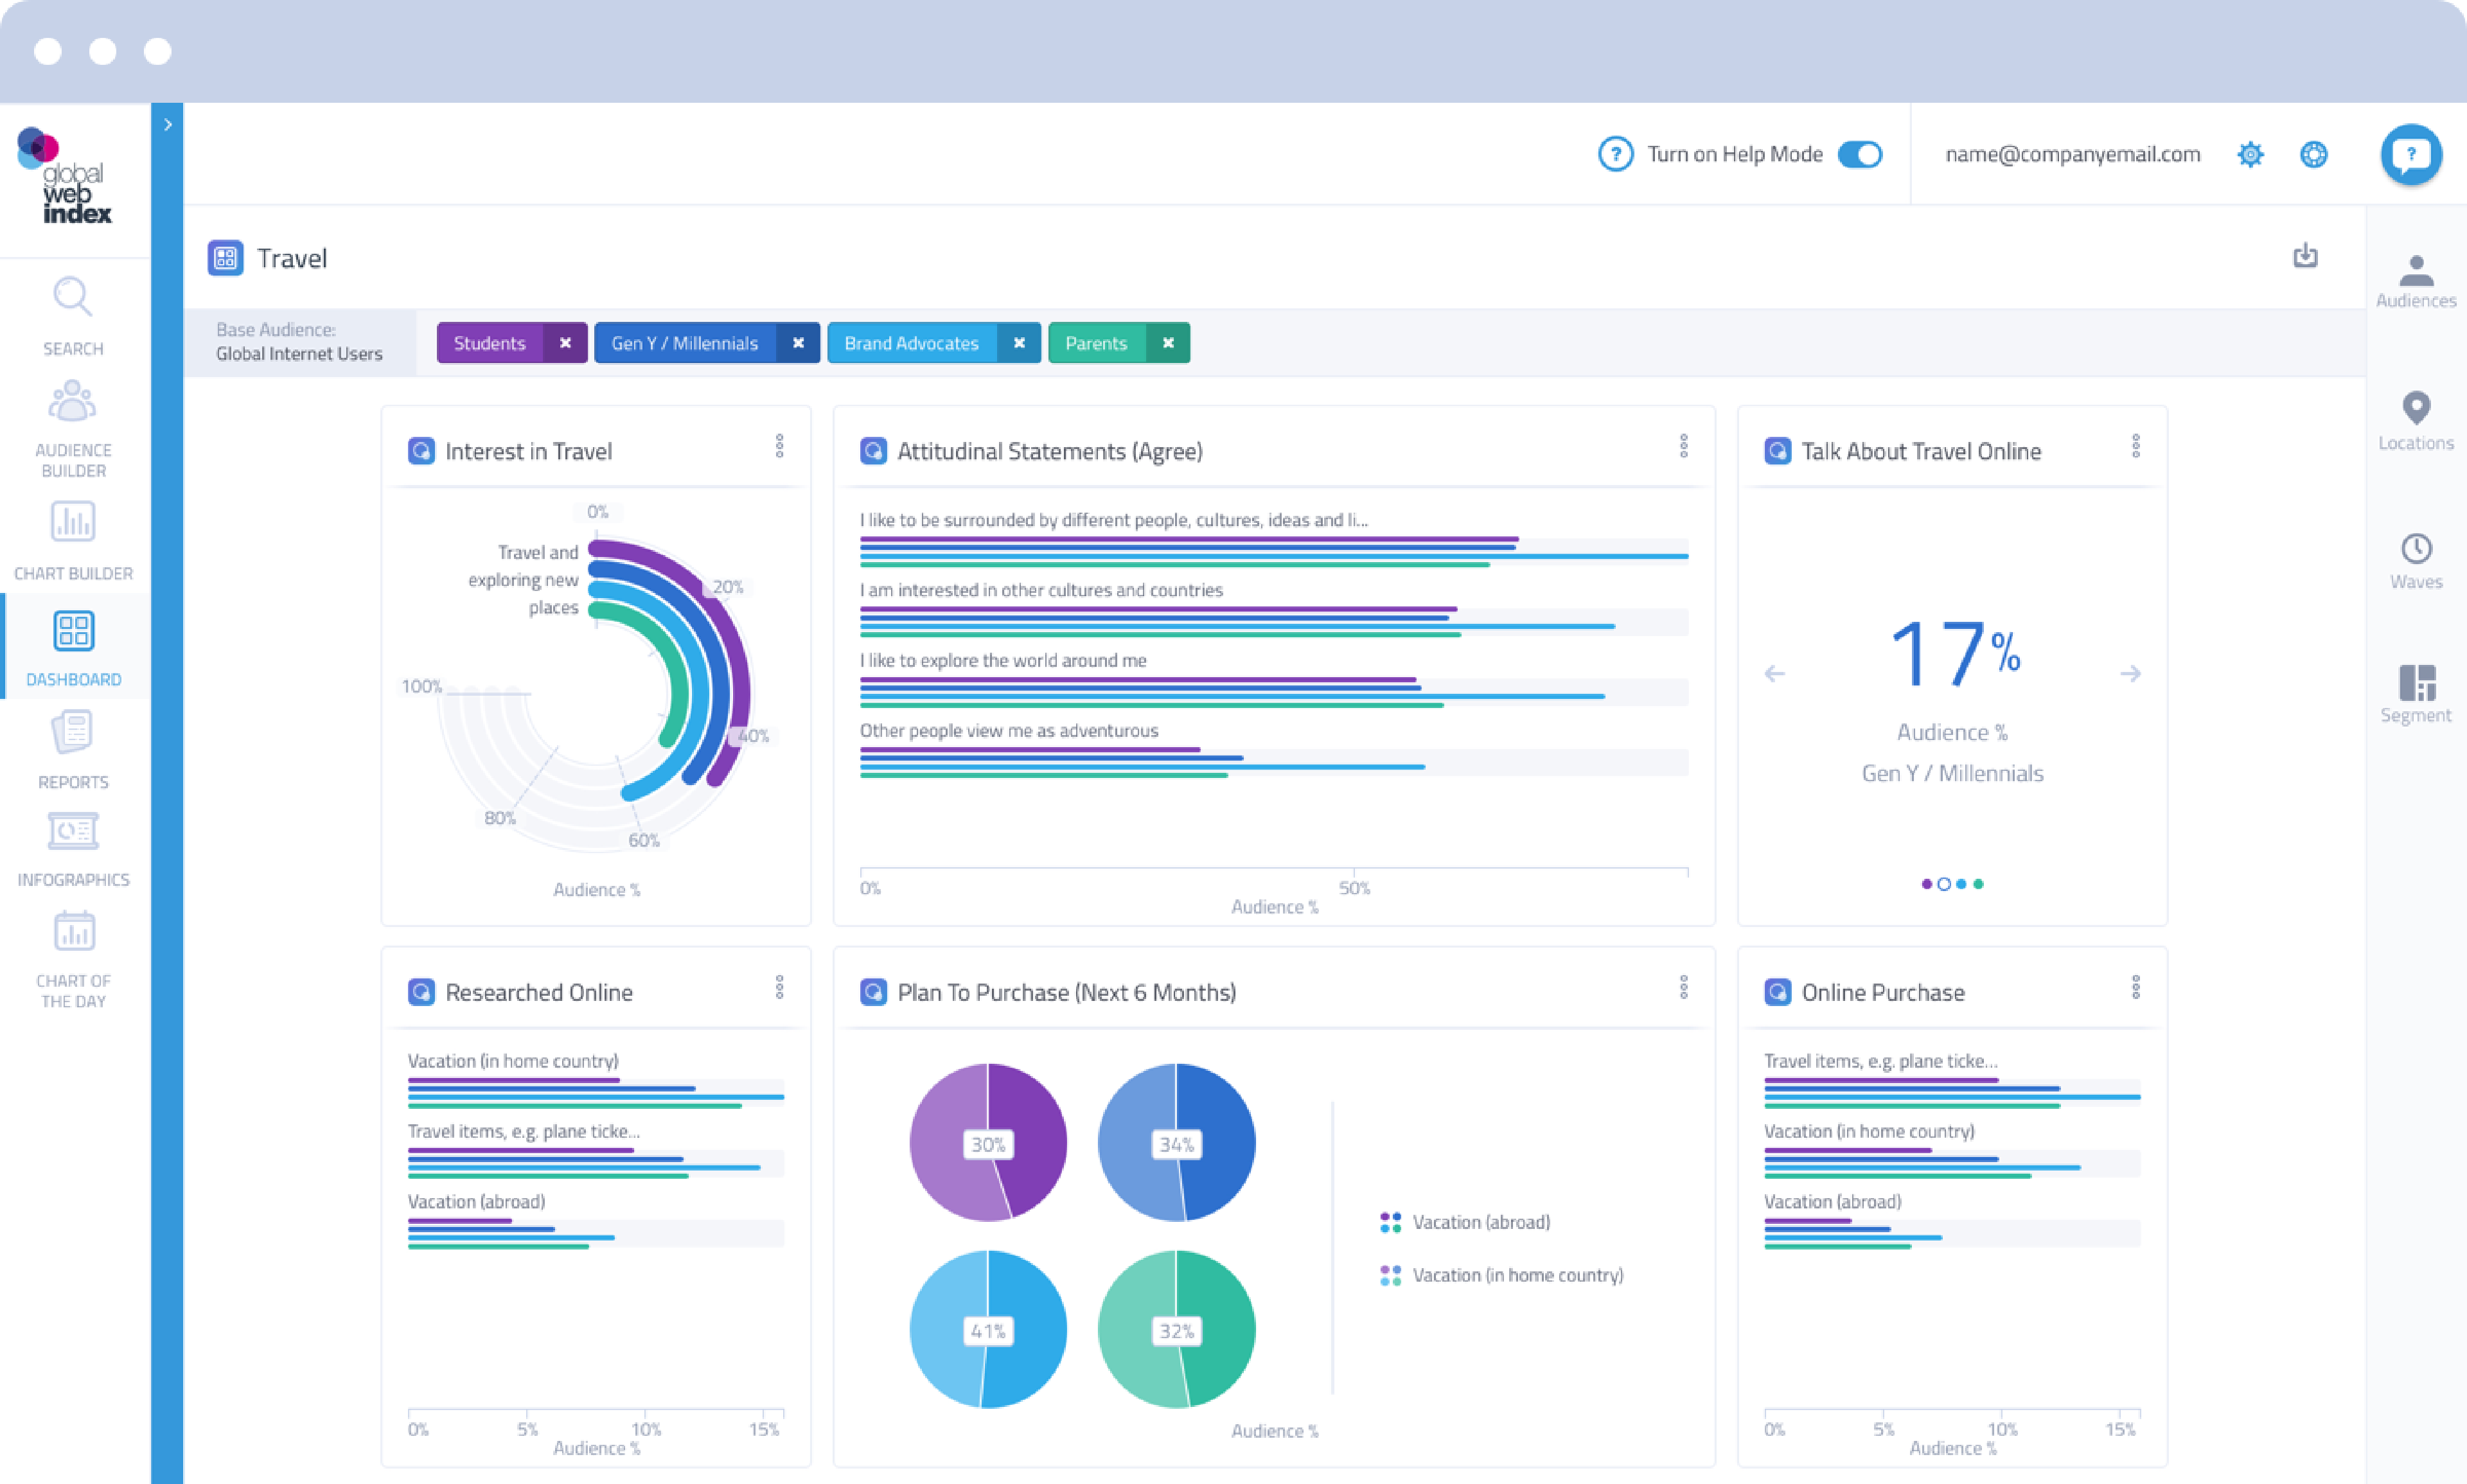 global
web
index
? Turn on Help Mode
name@companyemail.com
?
SEARCH
AUDIENCE
BUILDER
CHART BUILDER
DASHBOARD
REPORTS
INFOGRAPHICS
CHART OF
THE DAY
Travel
Base Audience:
Global Internet Users
Students
Gen Y / Millennials
Brand Advocates
Parents
Audiences
Locations
Waves
Segment
Interest in Travel
0%
Travel and
exploring new
places
20%
40%
60%
80%
100%
Audience %
Attitudinal Statements (Agree)
I like to be surrounded by different people, cultures, ideas and li...
I am interested in other cultures and countries
I like to explore the world around me
Other people view me as adventurous
0% 50%
Audience %
Talk About Travel Online
17%
Audience %
Gen Y / Millennials
Researched Online
Vacation (in home country)
Travel items, e.g. plane ticke...
Vacation (abroad)
0% 5% 10% 15%
Audience %
Plan To Purchase (Next 6 Months)
30% 34%
41% 32%
Vacation (abroad)
Vacation (in home country)
Audience %
Online Purchase
Travel items, e.g. plane ticke...
Vacation (in home country)
Vacation (abroad)
0% 5% 10% 15%
Audience %